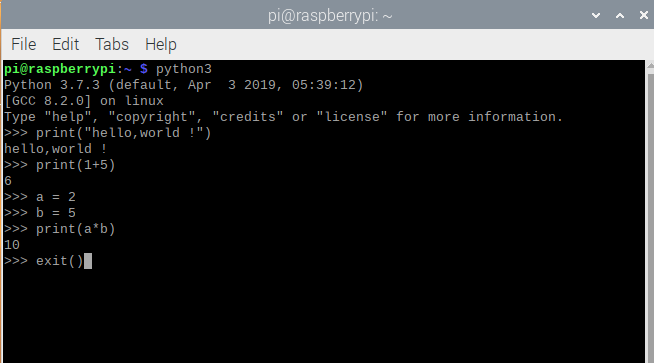 pi@raspberrypi: ~
File Edit Tabs Help
pi@raspberrypi:~ $ python3
Python 3.7.3 (default, Apr  3 2019, 05:39:12)
[GCC 8.2.0] on linux
Type "help", "copyright", "credits" or "license" for more information.
>>> print("hello,world !")
hello,world !
>>> print(1+5)
6
>>> a = 2
>>> b = 5
>>> print(a*b)
10
>>> exit()